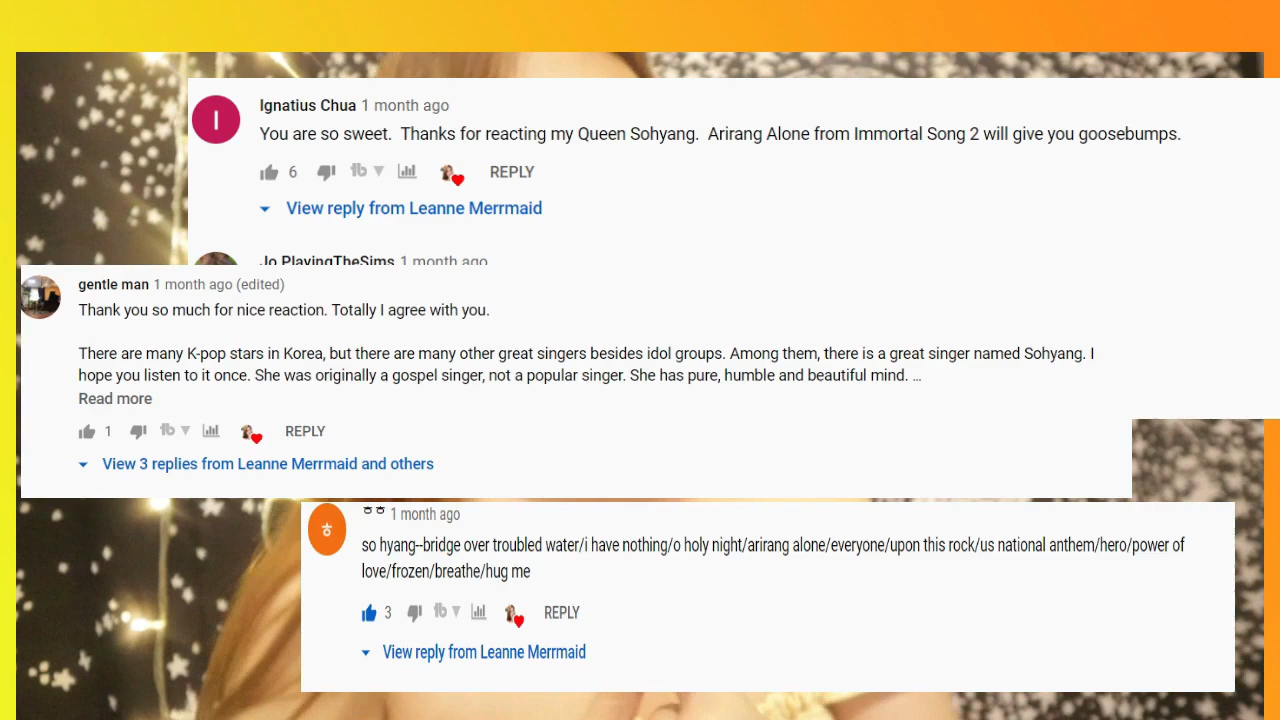 I
Ignatius Chua 1 month ago
You are so sweet. Thanks for reacting my Queen Sohyang. Arirang Alone from Immortal Song 2 will give you goosebumps.
6 REPLY
View reply from Leanne Merrmaid
Jo PlayingTheSims 1 month ago
gentle man 1 month ago (edited)
Thank you so much for nice reaction. Totally I agree with you.
There are many K-pop stars in Korea, but there are many other great singers besides idol groups. Among them, there is a great singer named Sohyang. I
hope you listen to it once. She was originally a gospel singer, not a popular singer. She has pure, humble and beautiful mind. ...
Read more
1 REPLY
View 3 replies from Leanne Merrmaid and others
ㅎㅎ 1 month ago
ㅎ
so hyang--bridge over troubled water/i have nothing/o holy night/arirang alone/everyone/upon this rock/us national anthem/hero/power of
love/frozen/breathe/hug me
3 REPLY
View reply from Leanne Merrmaid